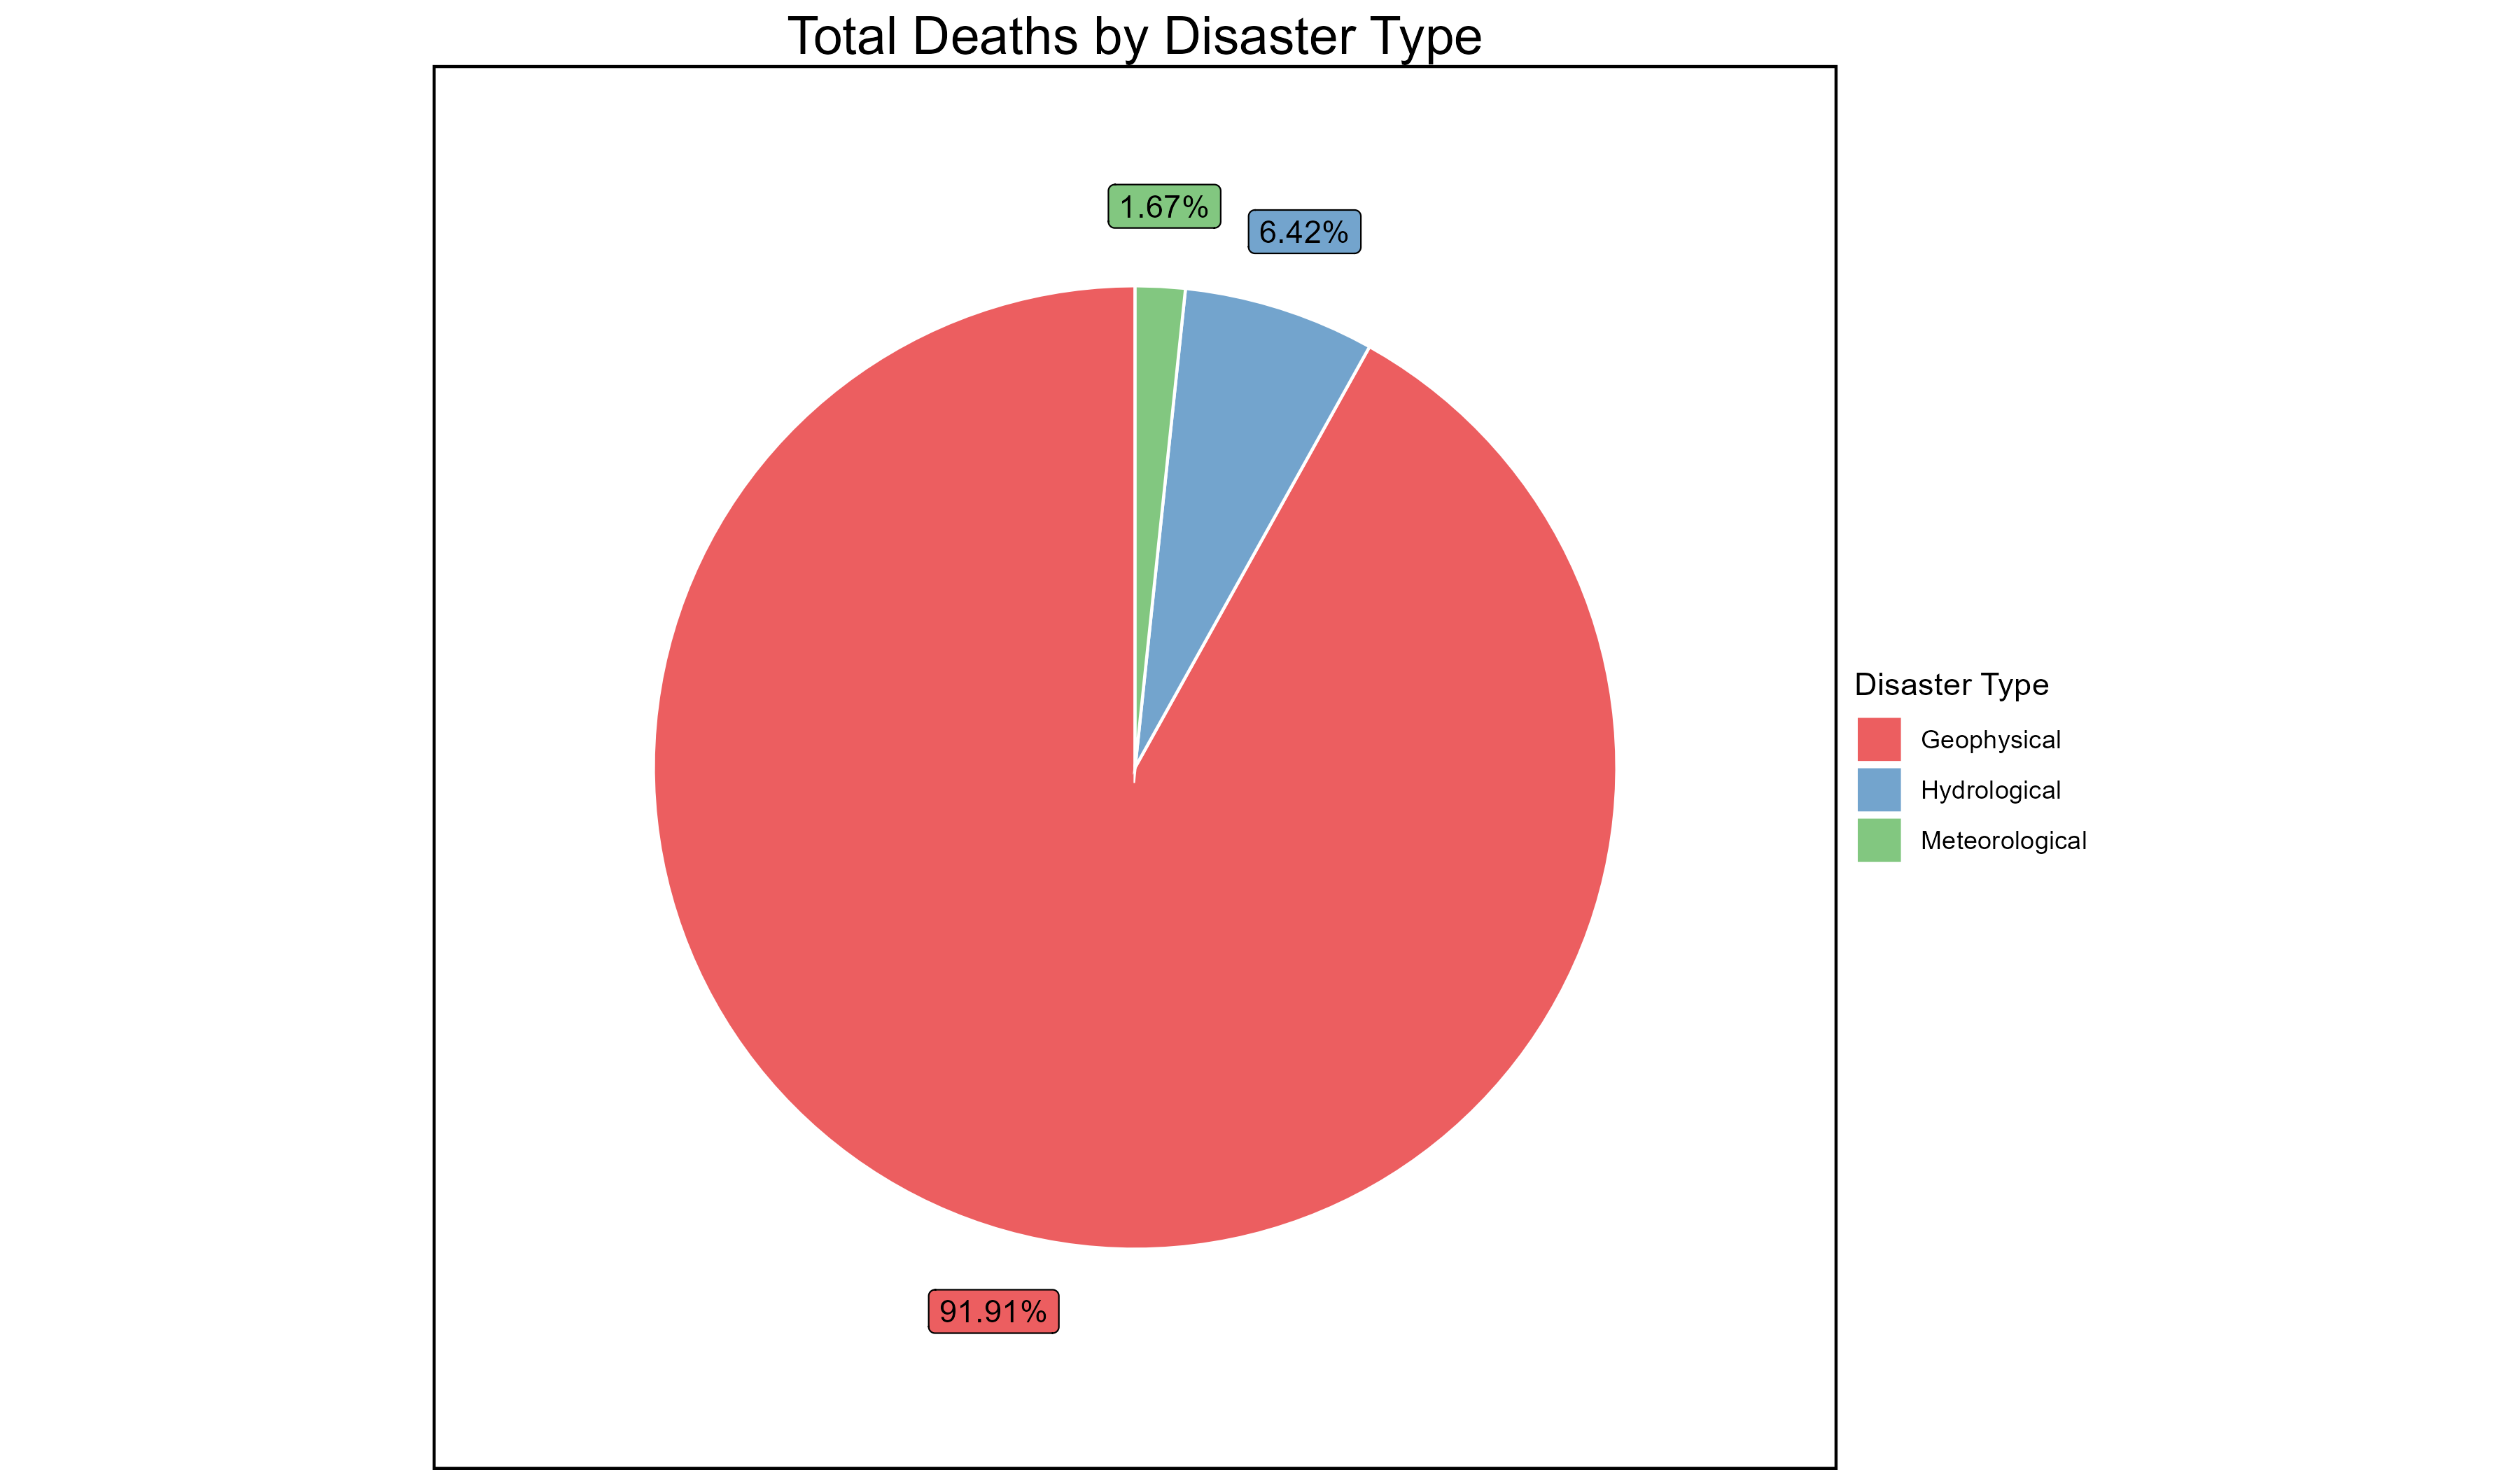 Total Deaths by Disaster Type
1.67%
6.42%
91.91%
Disaster Type
Geophysical
Hydrological
Meteorological